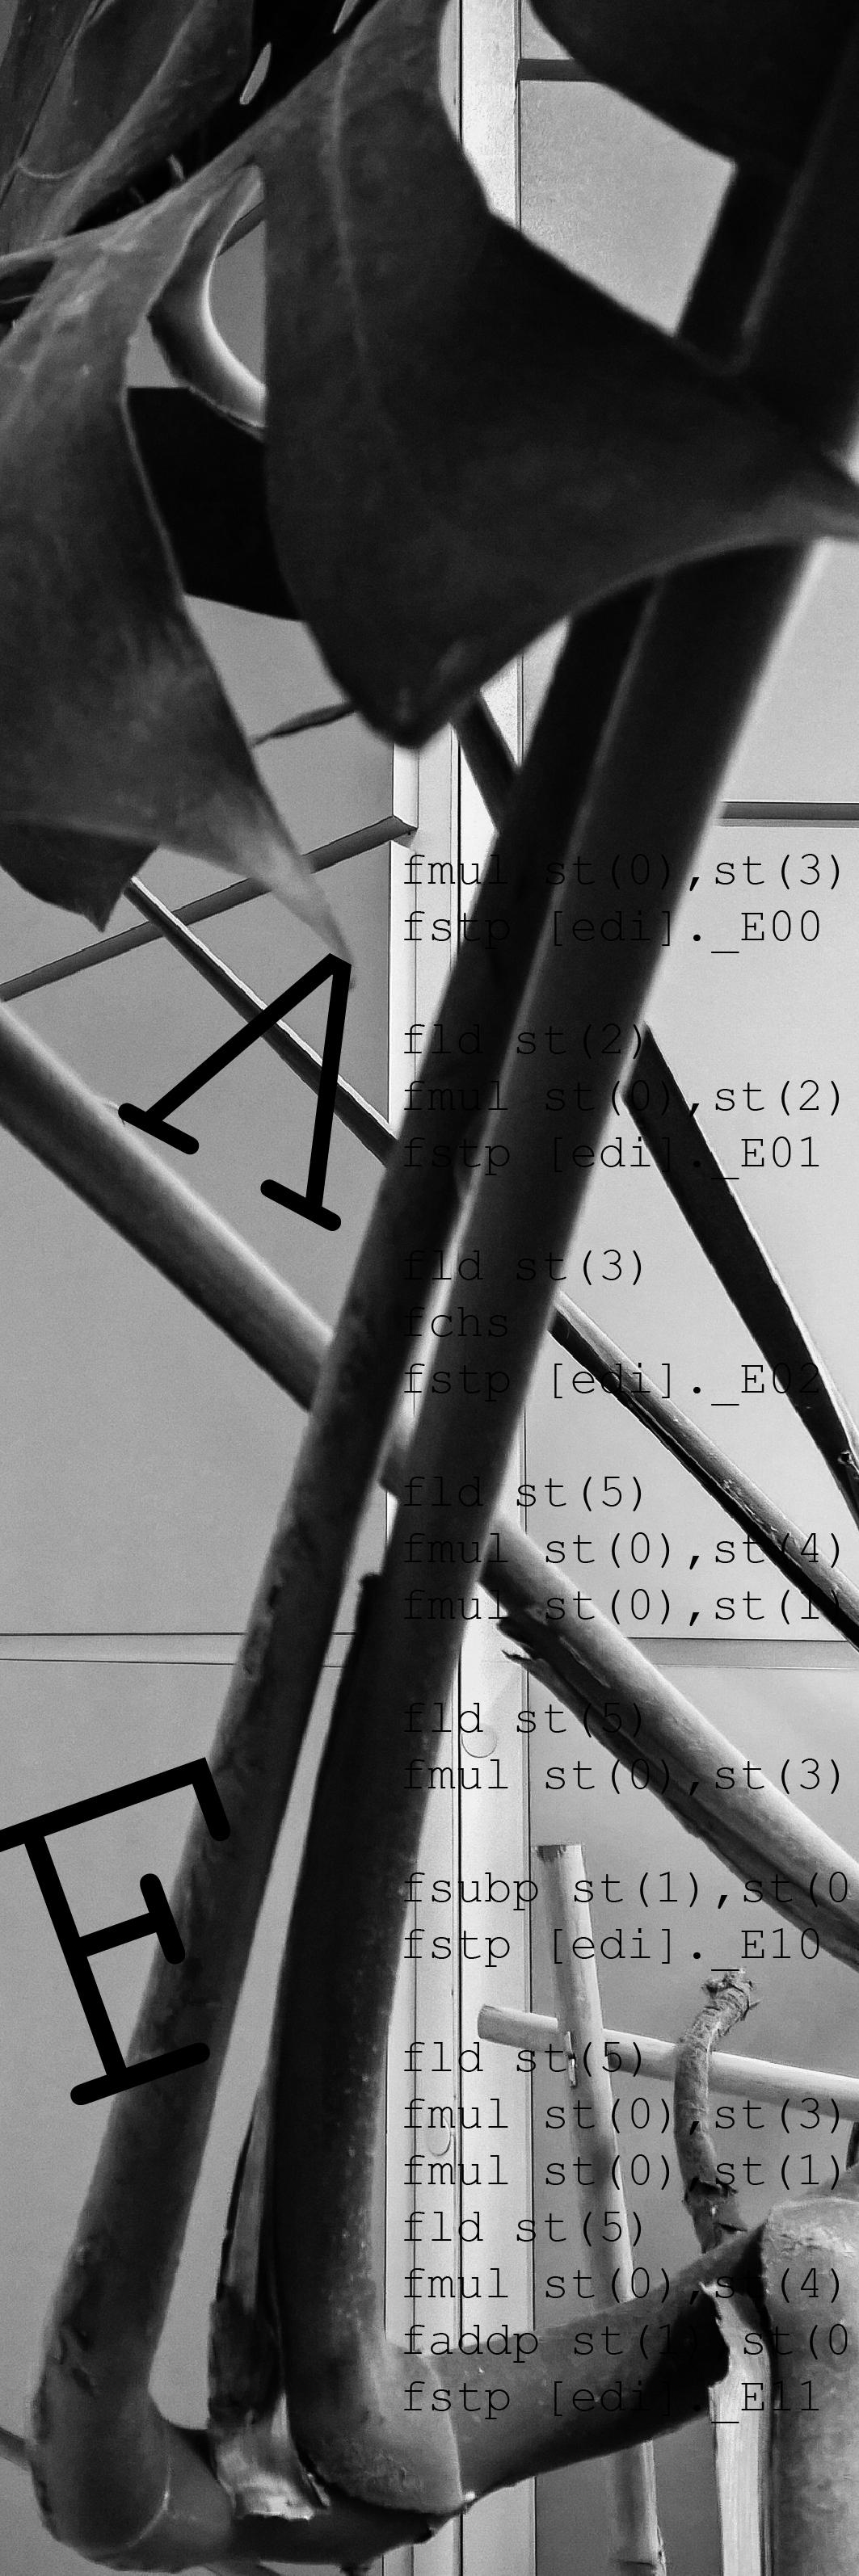 fmul st(0),st(3)
fstp [edi]._E00
fld st(2)
fmul st(0),st(2)
fstp [edi]._E01
fld st(3)
fchs
fstp [edi]._E02
fld st(5)
fmul st(0),st(4)
fmul st(0),st(1)
fld st(5)
fmul st(0),st(3)
fsubp st(1),st(0
fstp [edi]._E10
fld st(5)
fmul st(0),st(3)
fmul st(0),st(1)
fld st(5)
fmul st(0),st(4)
faddp st(1),st(0
fstp [edi]._E11
Λ
E